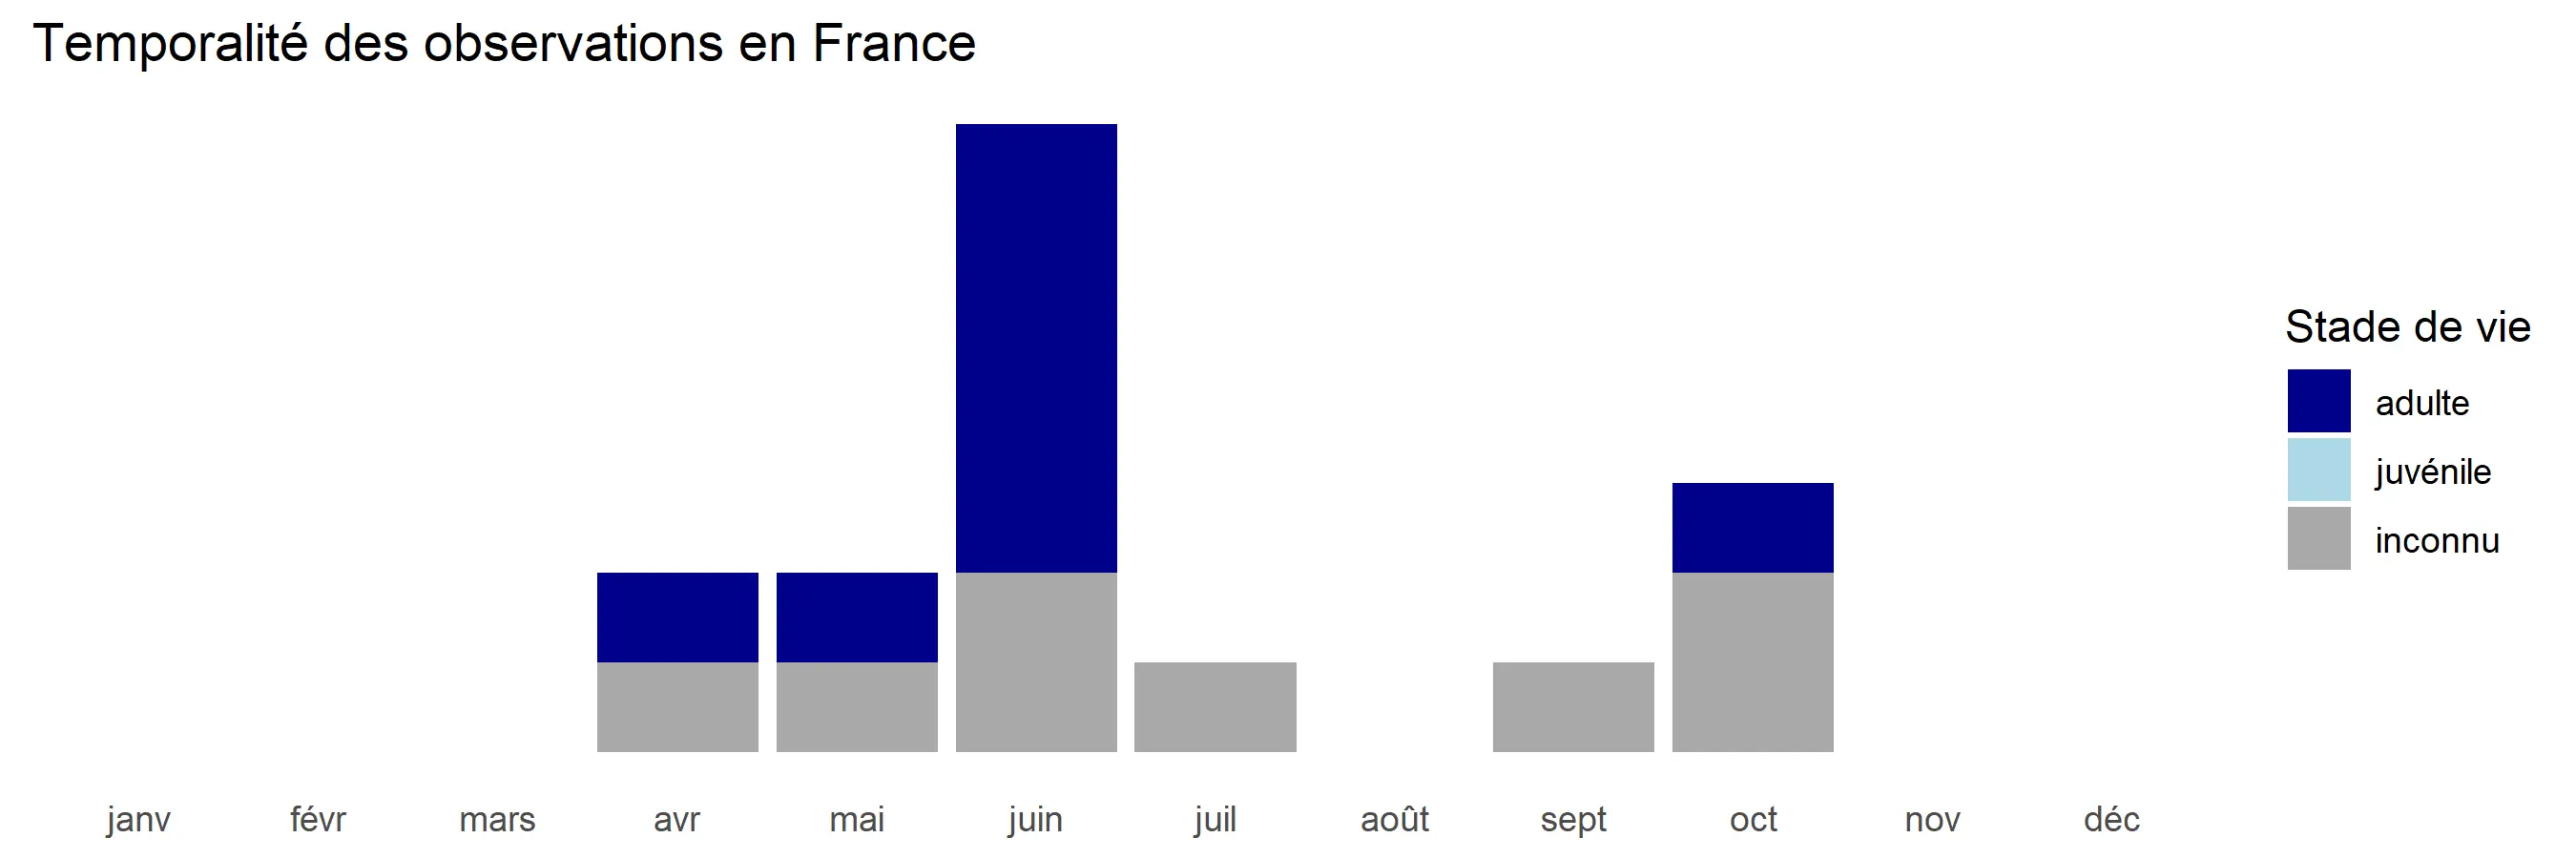 Temporalité des observations en France
Stade de vie
adulte
juvénile
inconnu
janv févr mars avr mai juin juil août sept oct nov déc